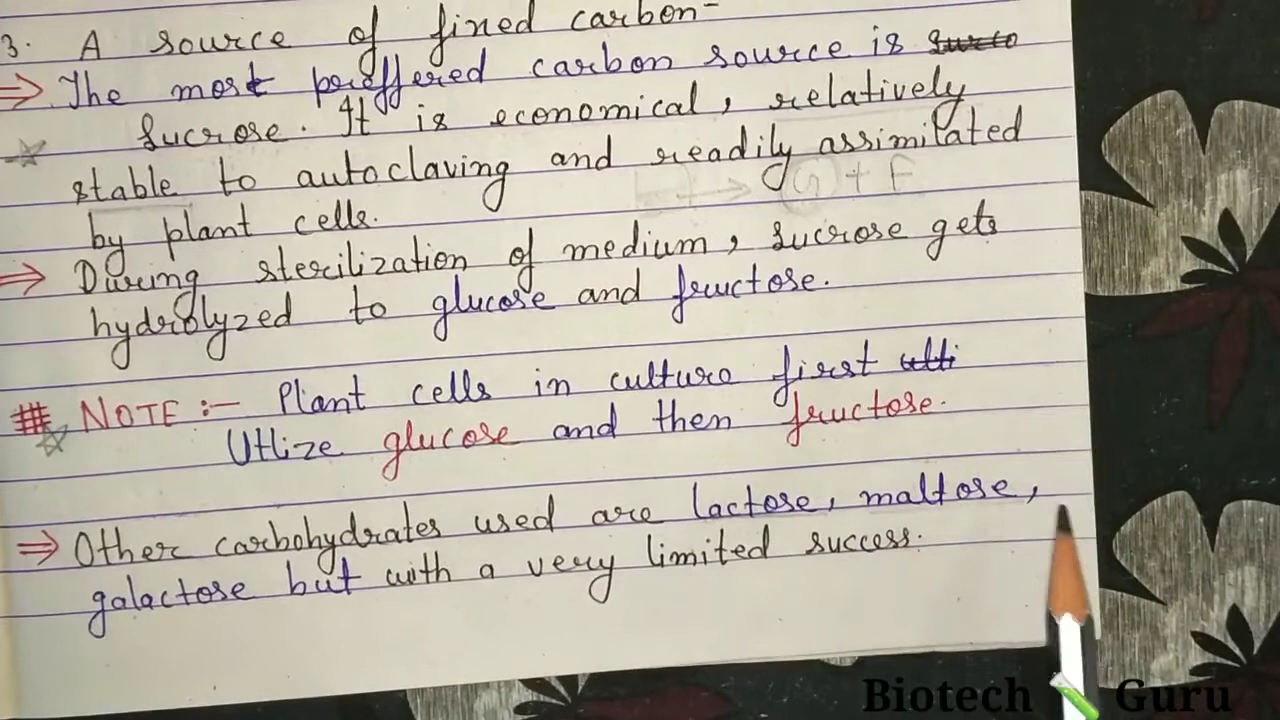 3. A source of fixed carbon-
⇒ The most preffered carbon source is
sucrose. It is economical, relatively
stable to autoclaving and readily assimilated
→ G + F
by plant cells.
⇒ During sterilization of medium, sucrose gets
hydrolyzed to glucose and fructose.
# NOTE :- Plant cells in culture first
Utlize glucose and then fructose.
⇒ Other carbohydrates used are lactose, maltose,
galactose but with a very limited success.
Biotech Guru